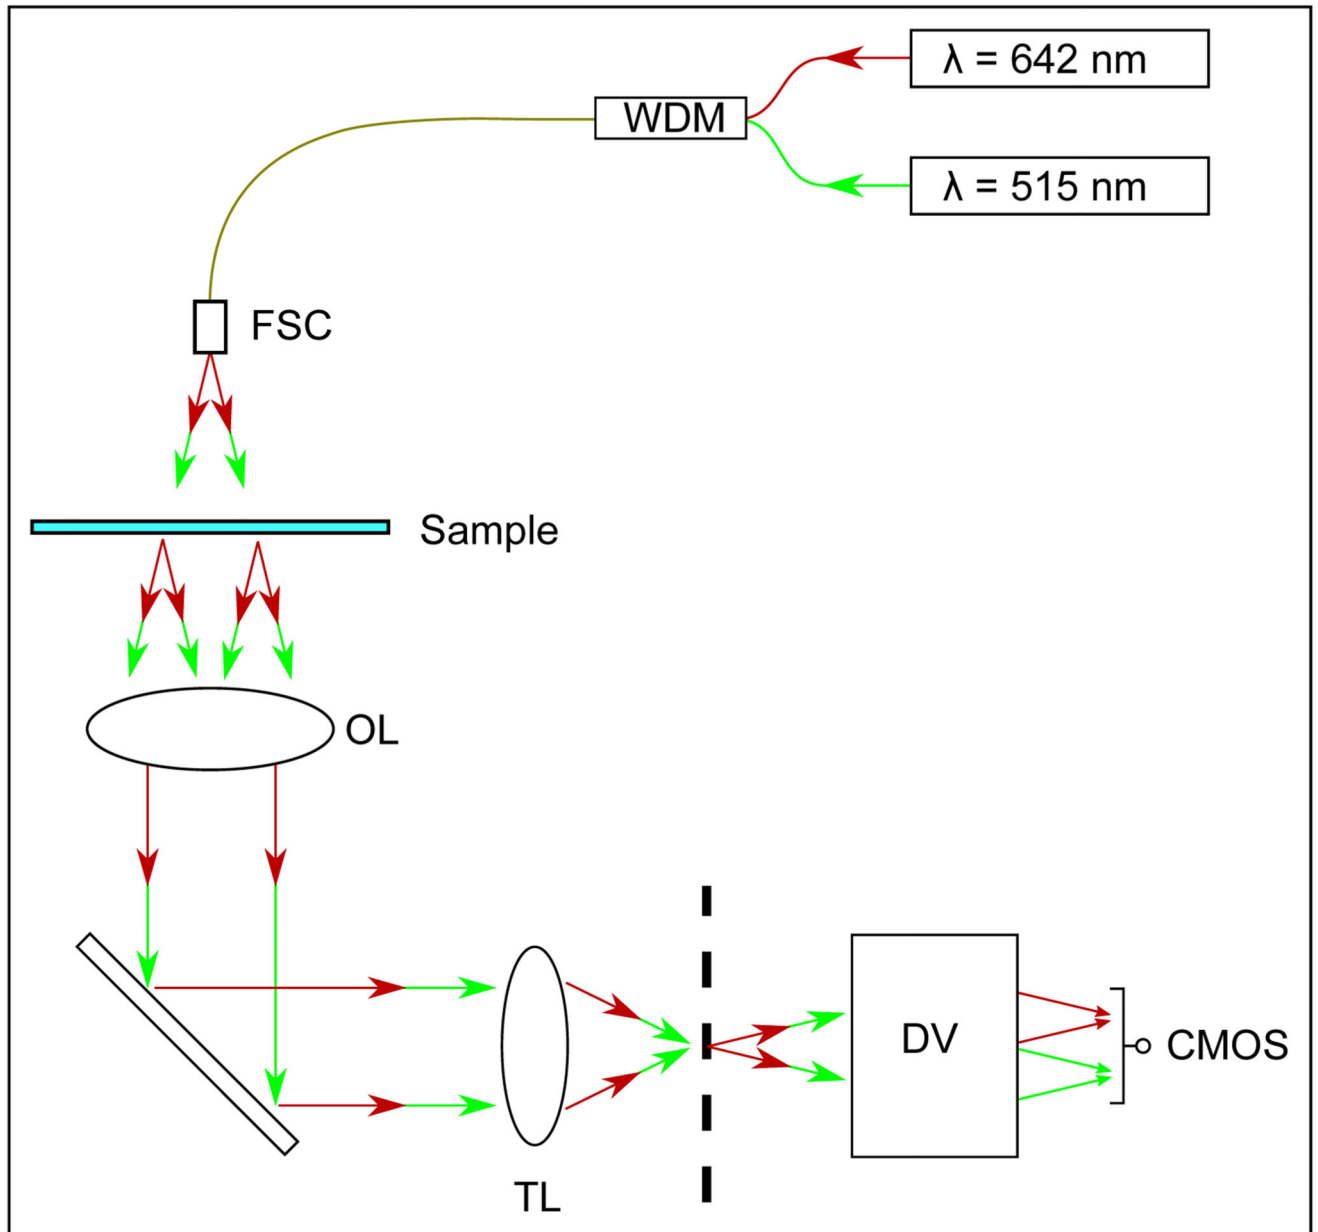 λ = 642 nm
WDM
λ = 515 nm
FSC
Sample
OL
DV
CMOS
TL